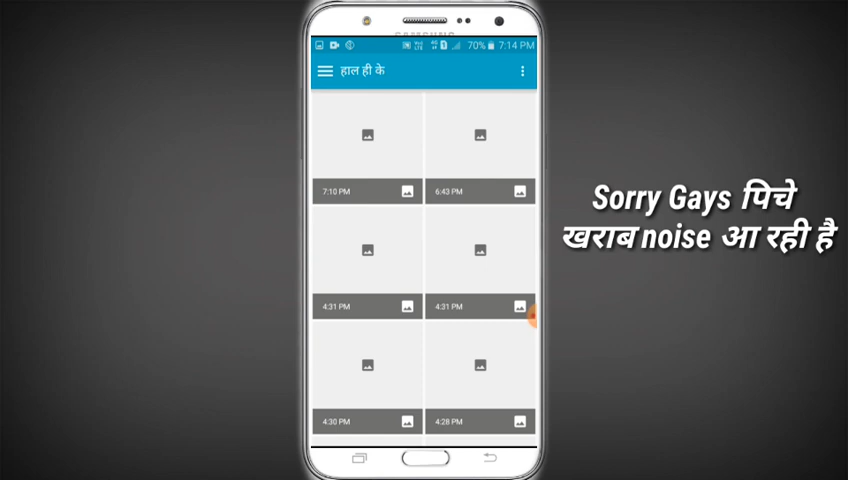 SAMSUNG
70% 7:14 PM
हाल ही के
7:10 PM
6:43 PM
4:31 PM
4:31 PM
4:30 PM
4:28 PM
Sorry Gays पिचे
खराब noise आ रही है